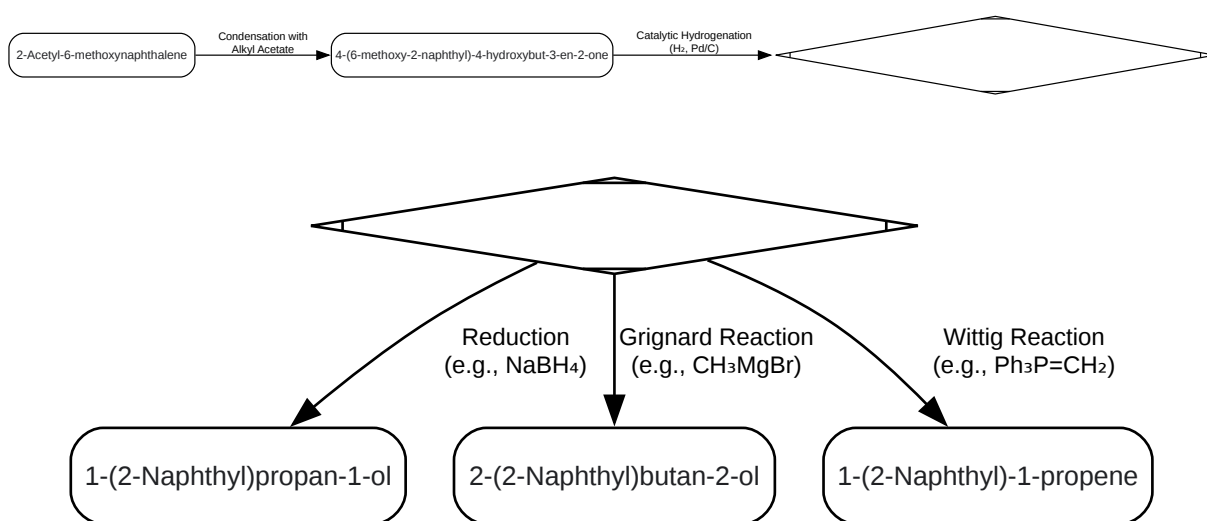 2-Acetyl-6-methoxynaphthalene
Condensation with
Alkyl Acetate
4-(6-methoxy-2-naphthyl)-4-hydroxybut-3-en-2-one
Catalytic Hydrogenation
(H₂, Pd/C)
Reduction
(e.g., NaBH₄)
Grignard Reaction
(e.g., CH₃MgBr)
Wittig Reaction
(e.g., Ph₃P=CH₂)
1-(2-Naphthyl)propan-1-ol
2-(2-Naphthyl)butan-2-ol
1-(2-Naphthyl)-1-propene